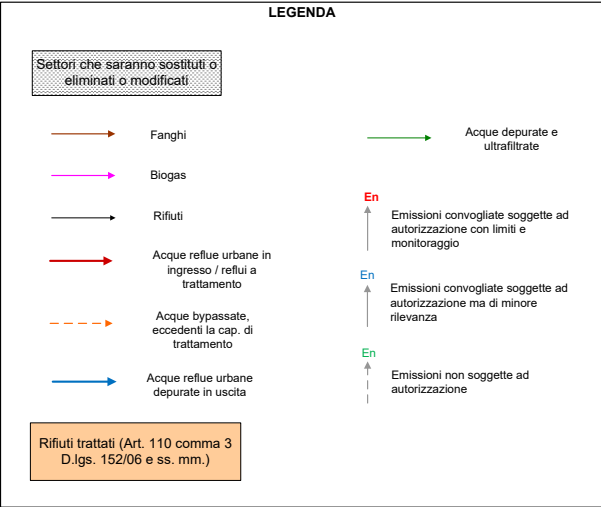 LEGENDA
Settori che saranno sostituti o
eliminati o modificati
Fanghi
Biogas
Rifiuti
Acque reflue urbane in
ingresso / reflui a
trattamento
Acque bypassate,
eccedenti la cap. di
trattamento
Acque reflue urbane
depurate in uscita
Rifiuti trattati (Art. 110 comma 3
D.lgs. 152/06 e ss. mm.)
Acque depurate e
ultrafiltrate
En
Emissioni convogliate soggette ad
autorizzazione con limiti e
monitoraggio
En
Emissioni convogliate soggette ad
autorizzazione ma di minore
rilevanza
En
Emissioni non soggette ad
autorizzazione